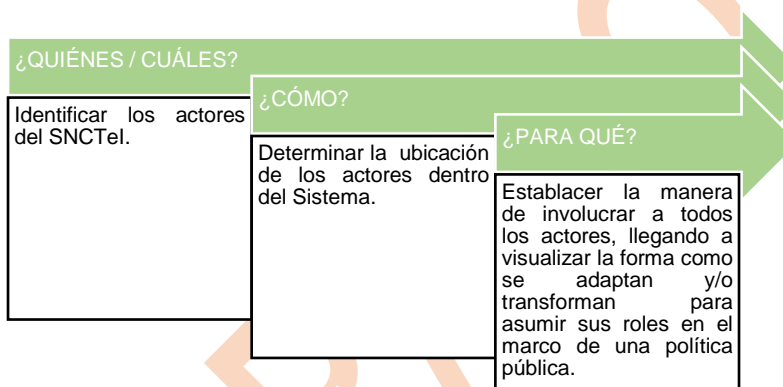 ¿QUIÉNES / CUÁLES?
Identificar los actores
del SNCTeI.
¿CÓMO?
Determinar la ubicación
de los actores dentro
del Sistema.
¿PARA QUÉ?
Establacer la manera
de involucrar a todos
los actores, llegando a
visualizar la forma como
se adaptan y/o
transforman para
asumir sus roles en el
marco de una política
pública.